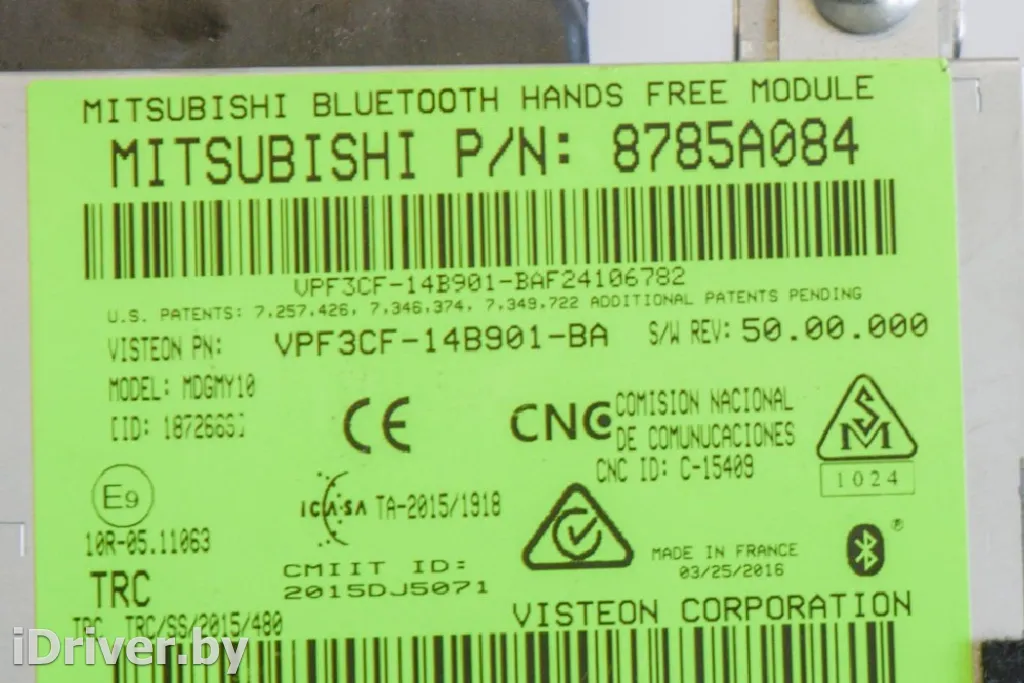 MITSUBISHI BLUETOOTH HANDS FREE MODULE
MITSUBISHI P/N: 8785A084
VPF3CF-14B901-BAF24106782
U.S. PATENTS: 7,257,426, 7,346,374, 7,349,722 ADDITIONAL PATENTS PENDING
VISTEON PN: VPF3CF-14B901-BA S/W REV: 50.00.000
MODEL: MDGMY10
[ID: 187266S]
CE
CNC COMISION NACIONAL
DE COMUNUCACIONES
CNC ID: C-15409
SM
1024
E9
10R-05.11063
ICASA TA-2015/1918
MADE IN FRANCE
03/25/2016
®
TRC
TRC TRC/SS/2015/480
CMIIT ID:
2015DJ5071
VISTEON CORPORATION
iDriver.by